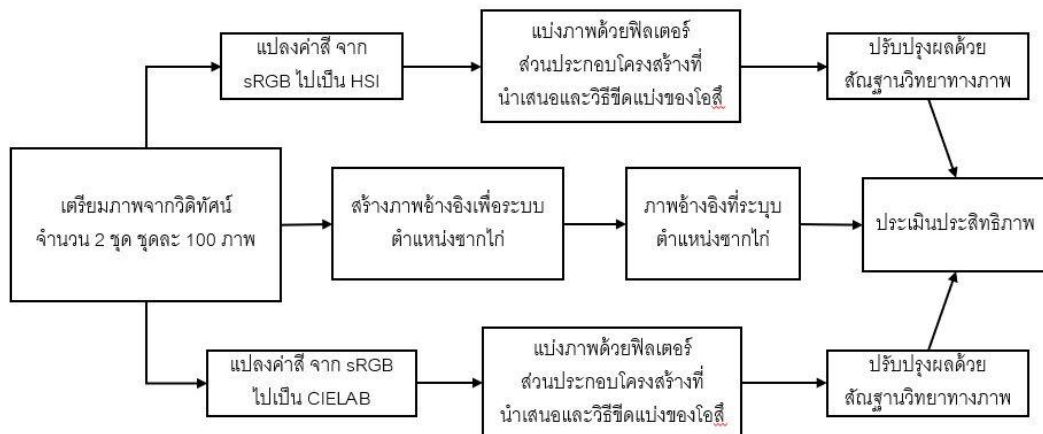 แปลงค่าสี จาก
sRGB ไปเป็น HSI
แบ่งภาพด้วยฟิลเตอร์
ส่วนประกอบโครงสร้างที่
นำเสนอและวิธีขีดแบ่งของโอสึ
ปรับปรุงผลด้วย
สัณฐานวิทยาทางภาพ
เตรียมภาพจากวิดิทัศน์
จำนวน 2 ชุด ชุดละ 100 ภาพ
สร้างภาพอ้างอิงเพื่อระบบ
ตำแหน่งซากไก่
ภาพอ้างอิงที่ระบุบ
ตำแหน่งซากไก่
ประเมินประสิทธิภาพ
แปลงค่าสี จาก sRGB
ไปเป็น CIELAB
แบ่งภาพด้วยฟิลเตอร์
ส่วนประกอบโครงสร้างที่
นำเสนอและวิธีขีดแบ่งของโอสึ
ปรับปรุงผลด้วย
สัณฐานวิทยาทางภาพ